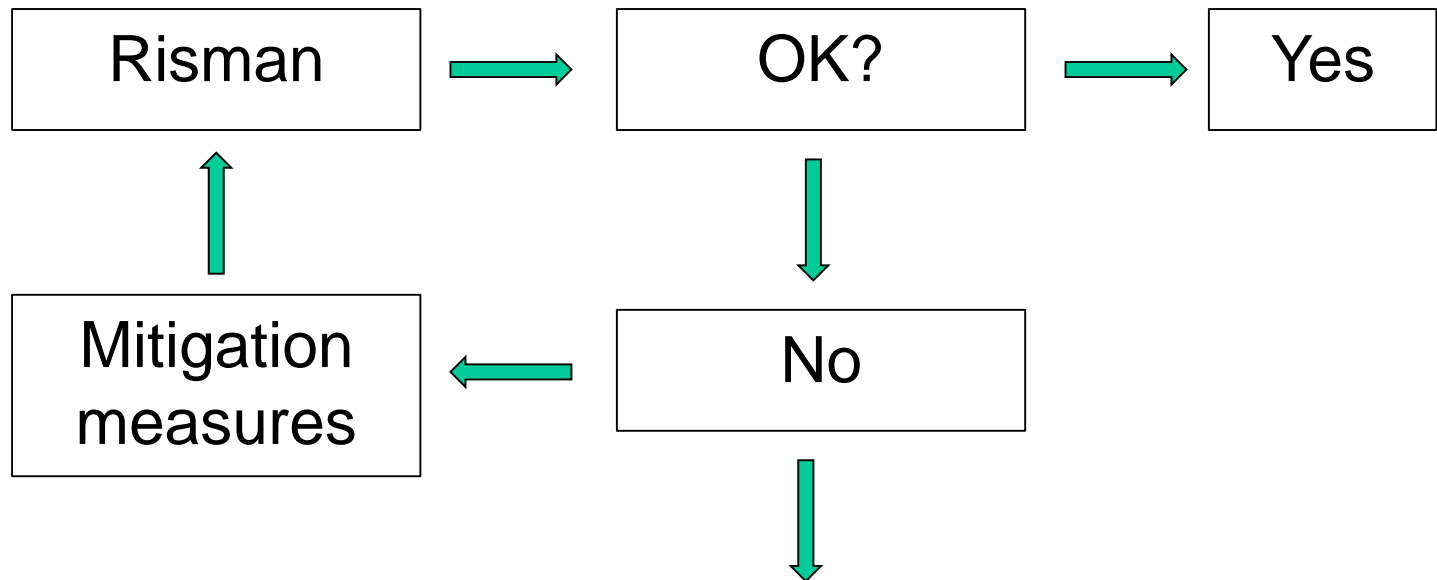 Risman
OK?
Yes
Mitigation
measures
No